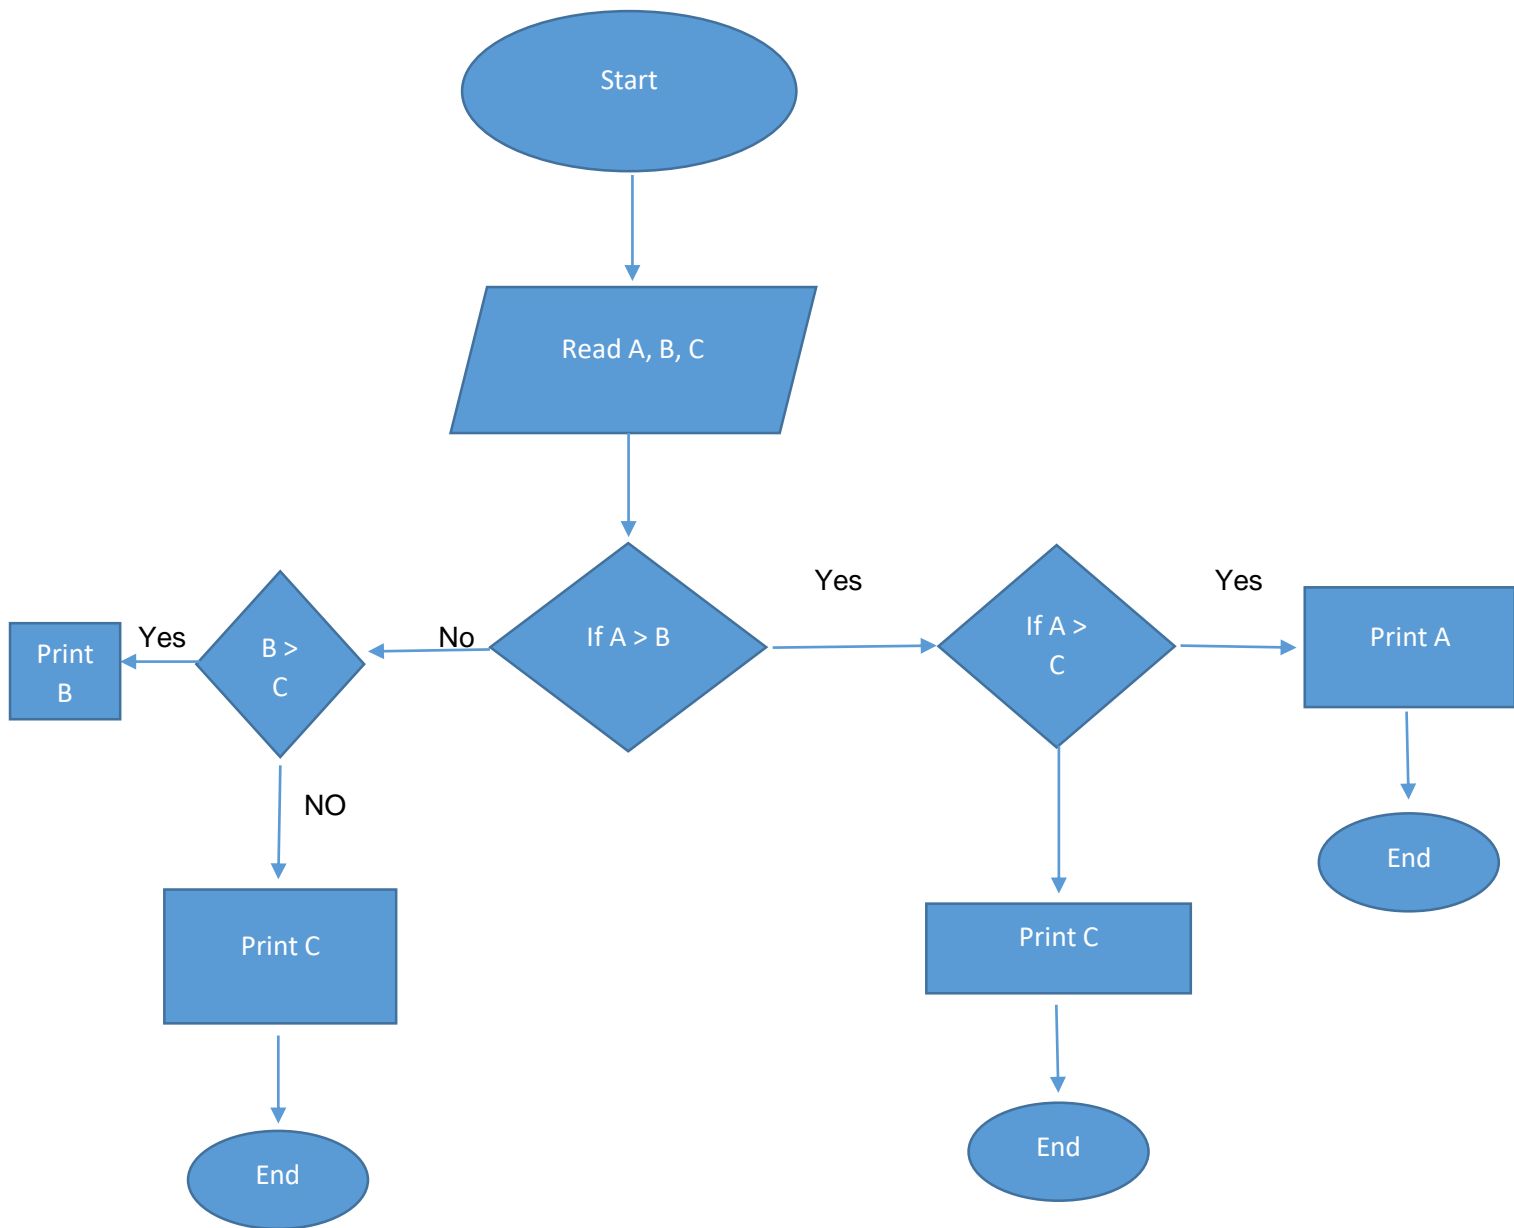 Start
Read A, B, C
Yes
Yes
Yes
No
If A > B
If A >
C
Print A
B >
C
Print
B
NO
End
Print C
Print C
End
End